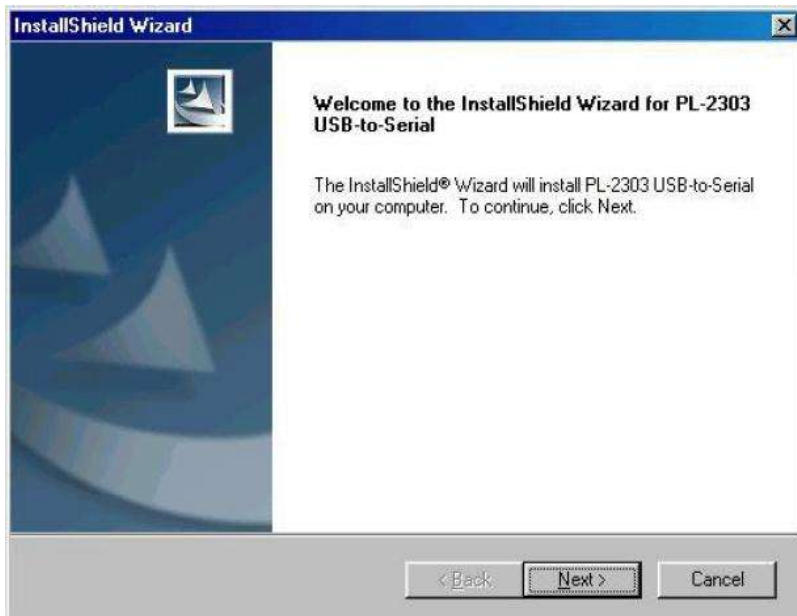 InstallShield Wizard
Welcome to the InstallShield Wizard for PL-2303
USB-to-Serial
The InstallShield® Wizard will install PL-2303 USB-to-Serial
on your computer. To continue, click Next.
< Back Next > Cancel